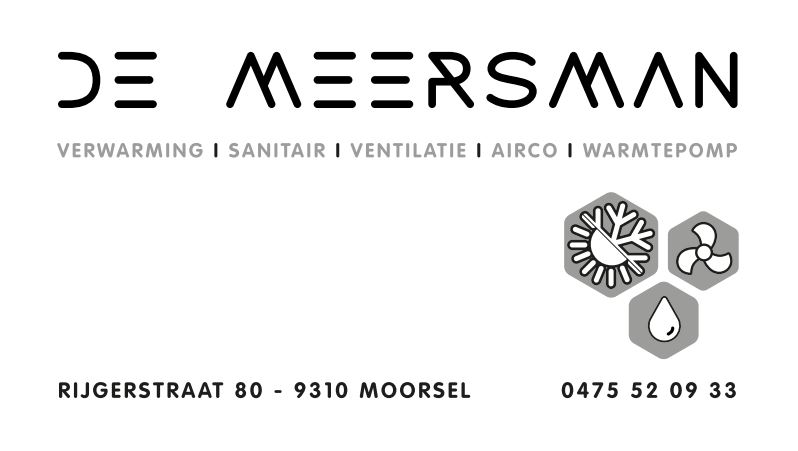 DE MEERSMAN
VERWARMING I SANITAIR I VENTILATIE I AIRCO I WARMTEPOMP
RIJGERSTRAAT 80 - 9310 MOORSEL 0475 52 09 33